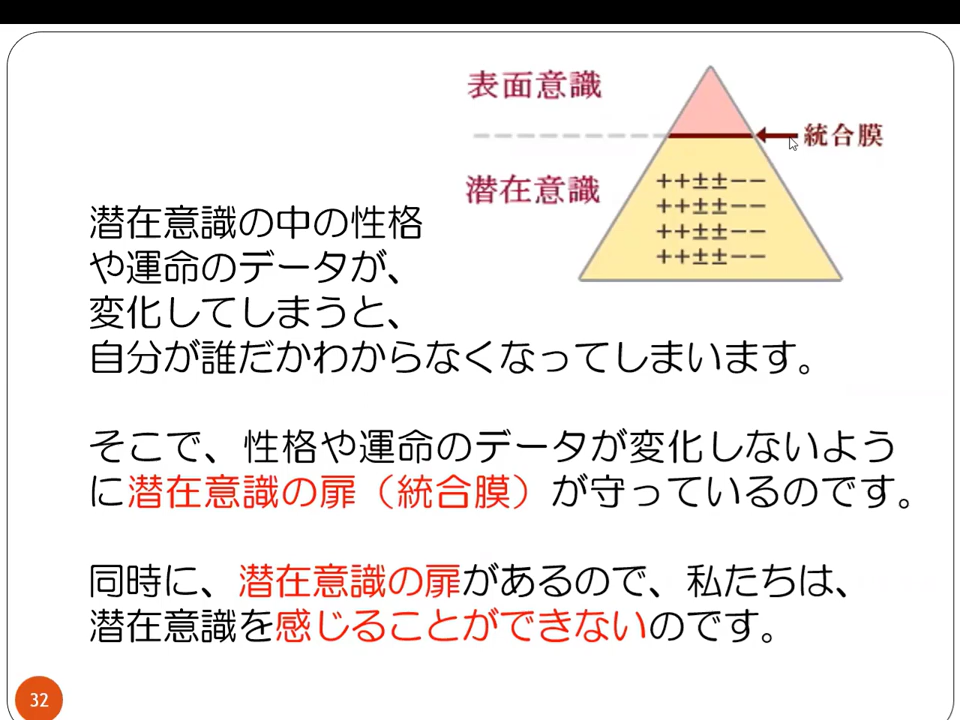 表面意識
統合膜
潜在意識
++±±−−
++±±−−
++±±−−
++±±−−
潜在意識の中の性格
や運命のデータが、
変化してしまうと、
自分が誰だかわからなくなってしまいます。
そこで、性格や運命のデータが変化しないよう
に潜在意識の扉（統合膜）が守っているのです。
同時に、潜在意識の扉があるので、私たちは、
潜在意識を感じることができないのです。
32